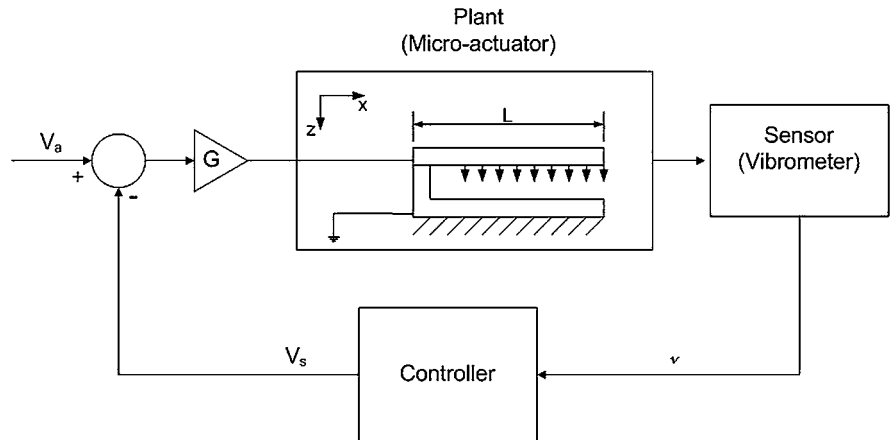 Plant
(Micro-actuator)
x
z
L
Sensor
(Vibrometer)
Va
+
-
G
Vs
Controller
v